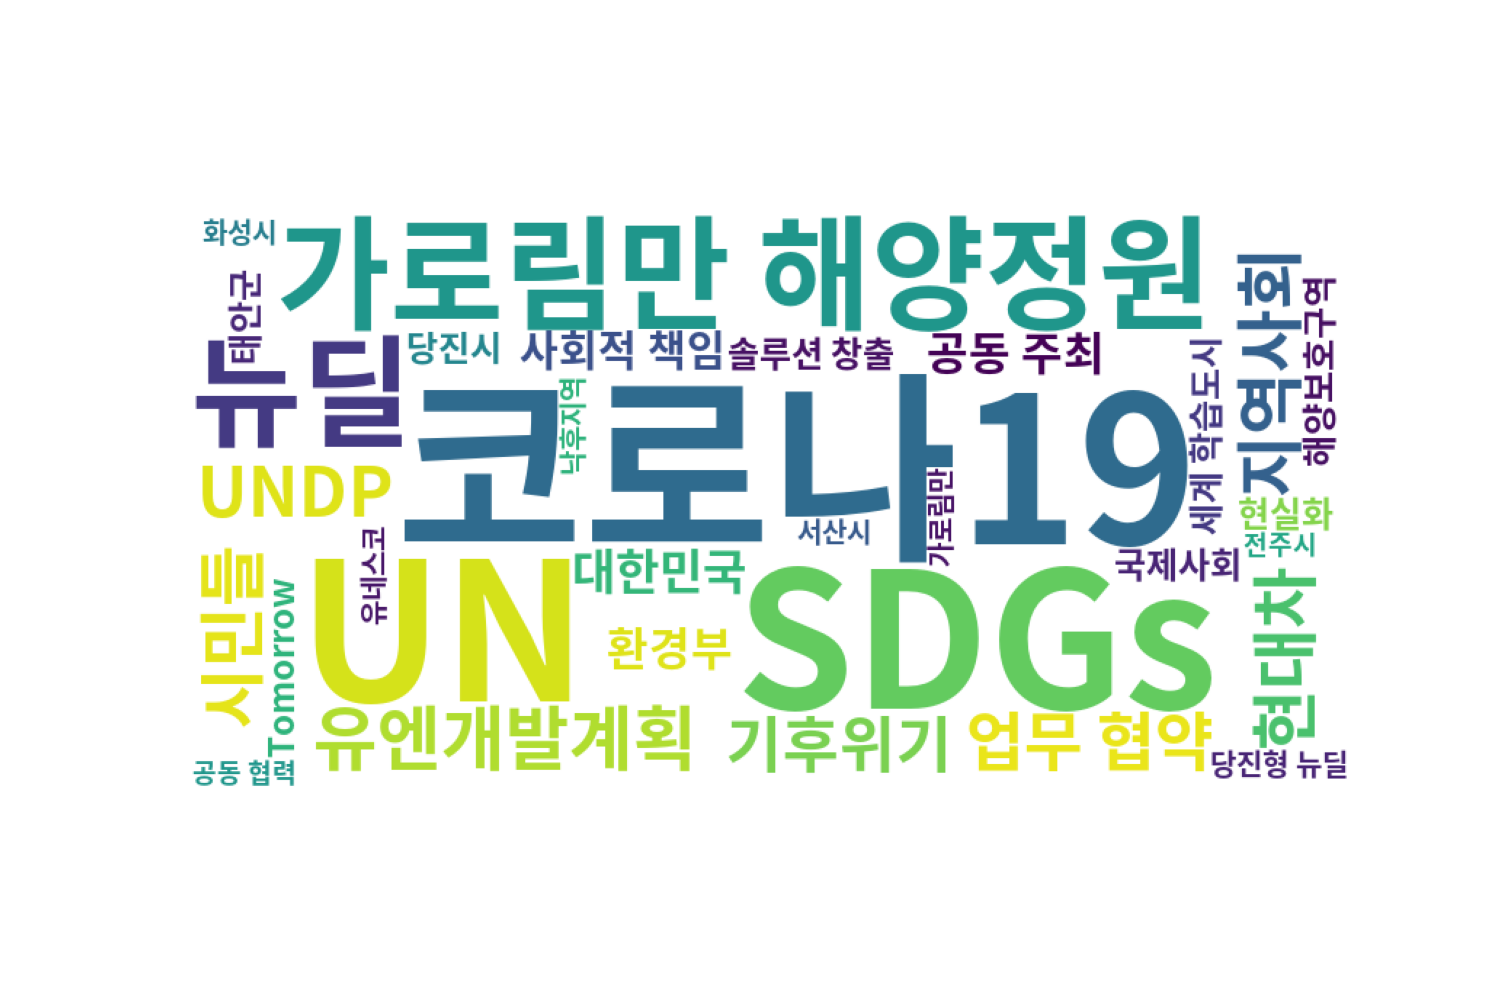 화성시
가로림만 해양정원
태안군
뉴딜
당진시
사회적 책임
솔루션 창출
공동 주최
세계 학습도시
지역사회
해양보호구역
코로나19
낙후지역
UNDP
가로림만
서산시
현실화
전주시
유네스코
대한민국
국제사회
시민들
Tomorrow
UN
환경부
SDGs
현대차
유엔개발계획
기후위기
업무 협약
공동 협력
당진형 뉴딜